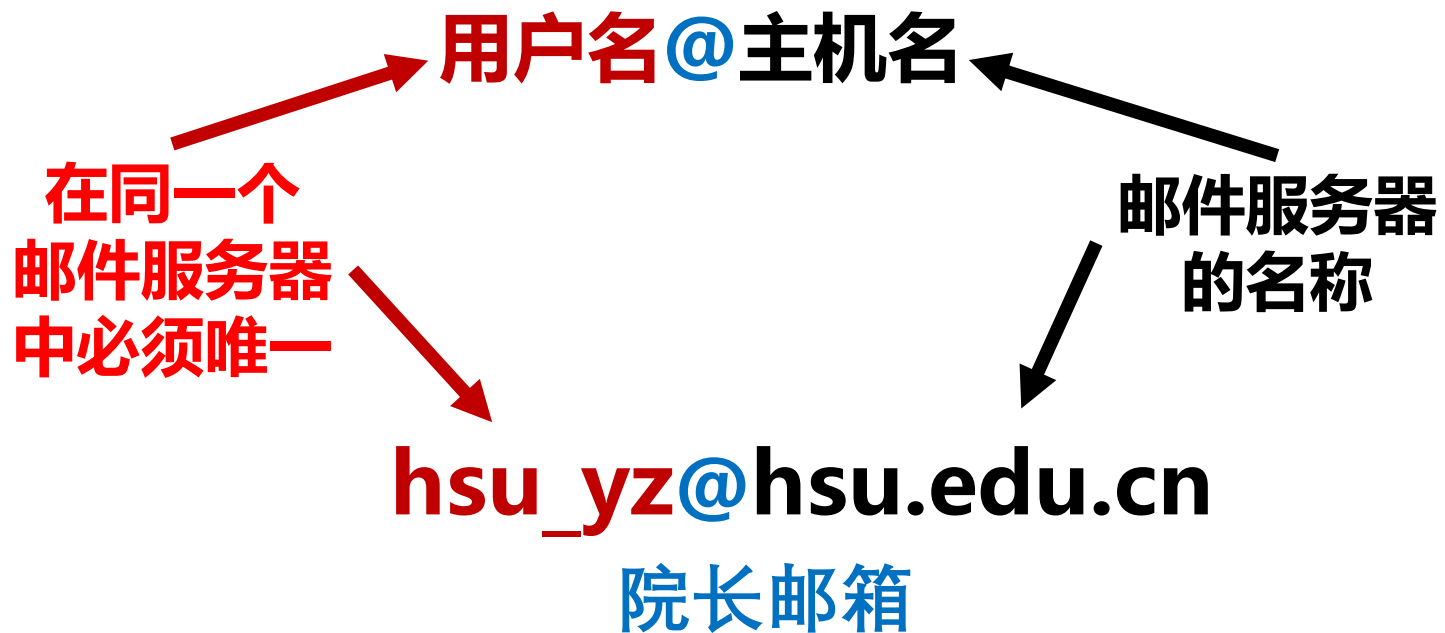 用户名@主机名
在同一个
邮件服务器
中必须唯一
邮件服务器
的名称
hsu_yz@hsu.edu.cn
院长邮箱